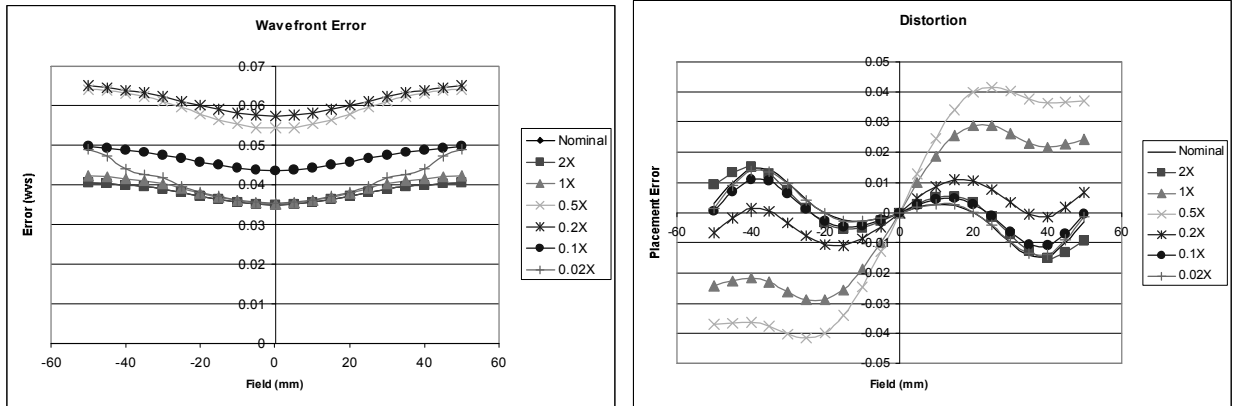 Wavefront Error
0.07
0.06
0.05
0.04
0.03
0.02
0.01
0
-60
-40
-20
0
20
40
60
Error (wvs)
Field (mm)
Nominal
2X
1X
0.5X
0.2X
0.1X
0.02X
Distortion
0.05
0.04
0.03
0.02
0.01
0
-0.01
-0.02
-0.03
-0.04
-0.05
-60
-40
-20
0
20
40
60
Placement Error
Field (mm)
Nominal
2X
1X
0.5X
0.2X
0.1X
0.02X